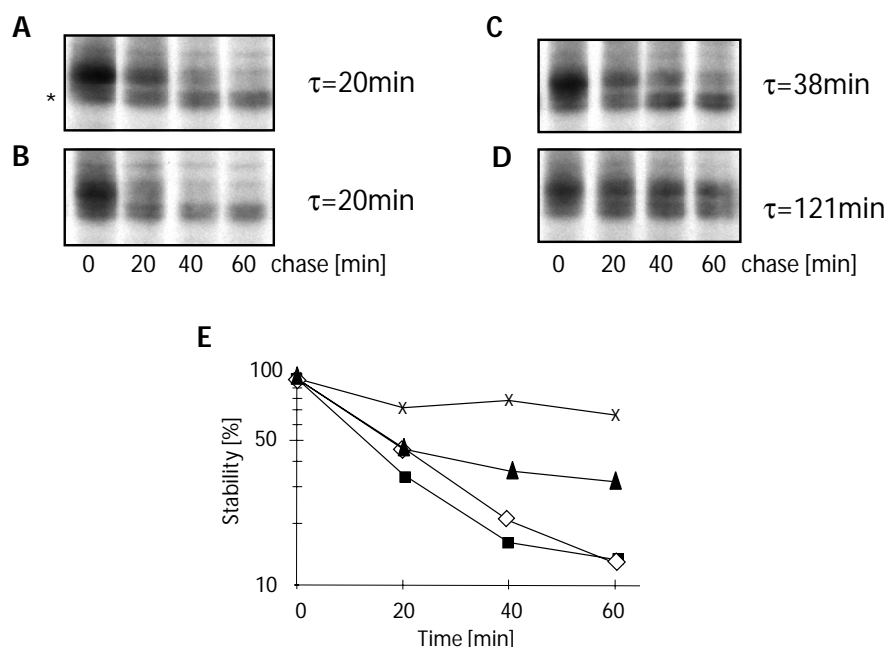 A
τ=20min
*
B
τ=20min
0 20 40 60 chase [min]
C
τ=38min
D
τ=121min
0 20 40 60 chase [min]
E
100
50
10
Stability [%]
0 20 40 60
Time [min]